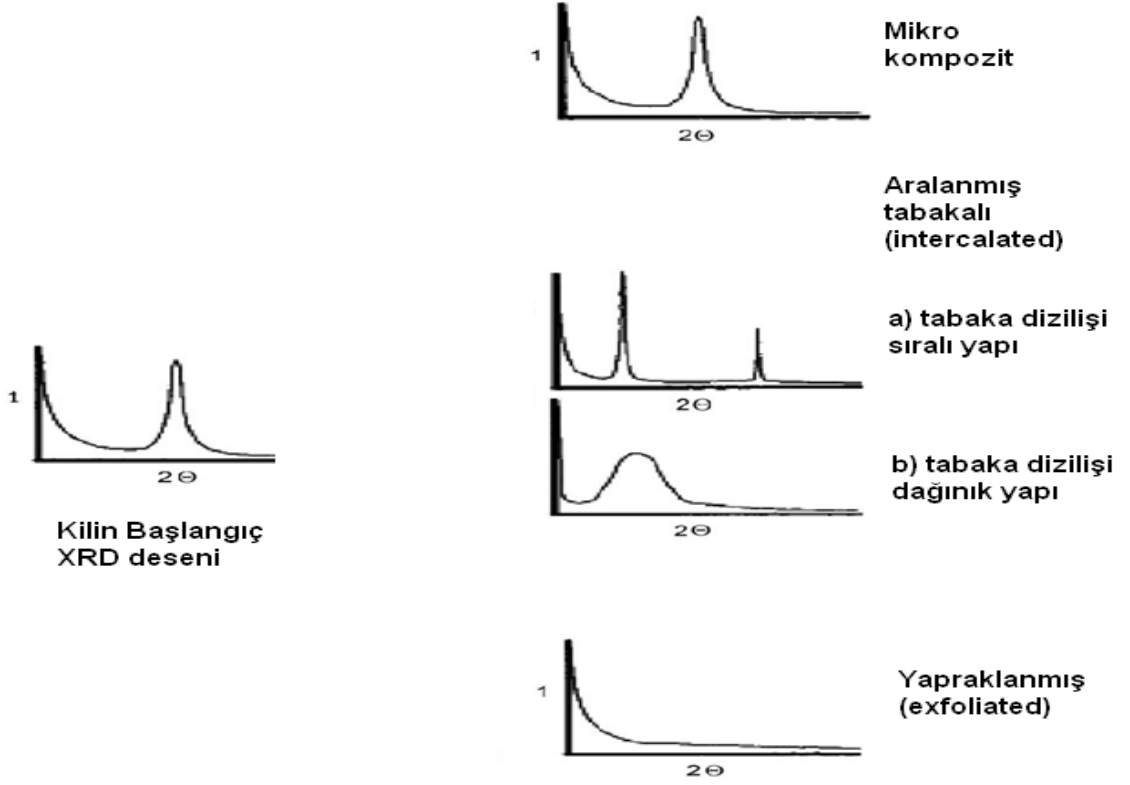 Mikro
kompozit
1
2Θ
Aralanmış
tabakalı
(intercalated)
a) tabaka dizilişi
sıralı yapı
2Θ
1
2Θ
Kilin Başlangıç
XRD deseni
b) tabaka dizilişi
dağınık yapı
2Θ
Yapraklanmış
(exfoliated)
1
2Θ